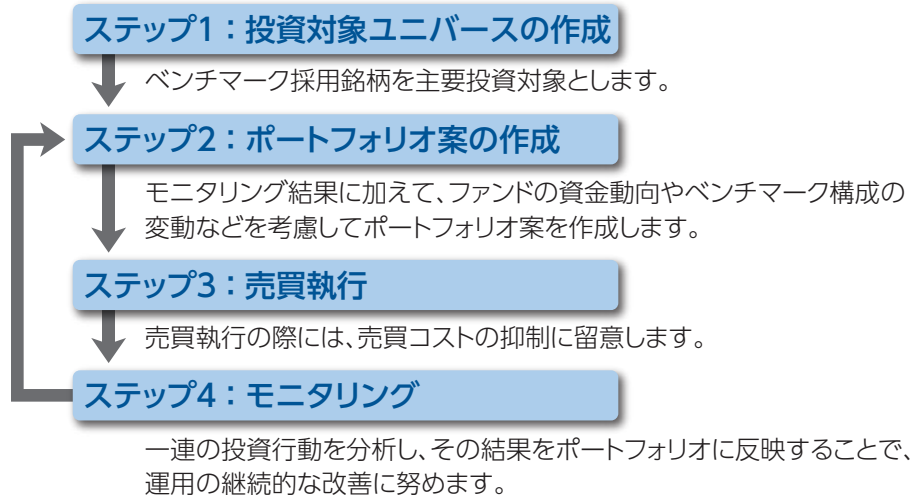 ステップ1：投資対象ユニバースの作成
ベンチマーク採用銘柄を主要投資対象とします。
ステップ2：ポートフォリオ案の作成
モニタリング結果に加えて、ファンドの資金動向やベンチマーク構成の
変動などを考慮してポートフォリオ案を作成します。
ステップ3：売買執行
売買執行の際には、売買コストの抑制に留意します。
ステップ4：モニタリング
一連の投資行動を分析し、その結果をポートフォリオに反映することで、
運用の継続的な改善に努めます。